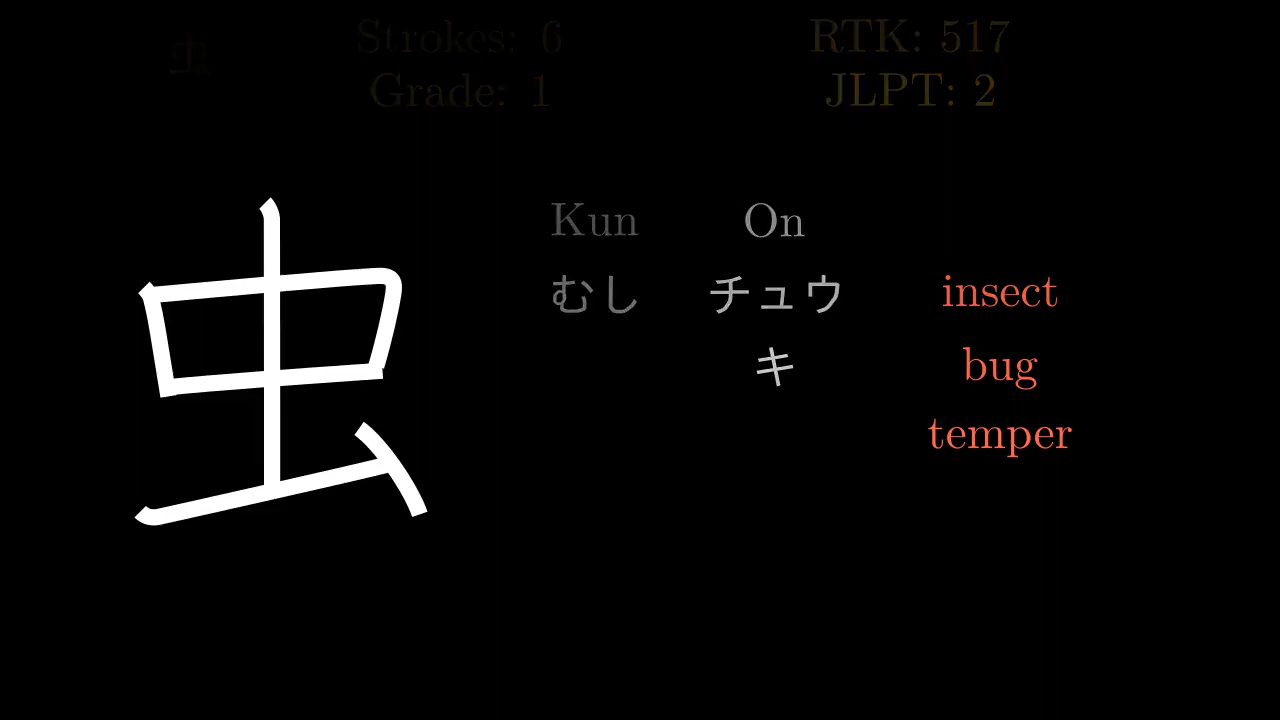 虫
Strokes: 6
Grade: 1
RTK: 517
JLPT: 2
虫
Kun
むし
On
チュウ
キ
insect
bug
temper